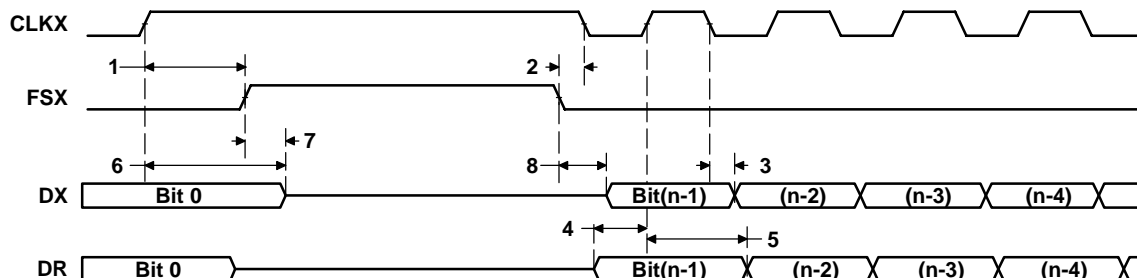 CLKX
1 2
FSX
7
6 8 3
DX Bit 0 Bit(n-1) (n-2) (n-3) (n-4)
4 5
DR Bit 0 Bit(n-1) (n-2) (n-3) (n-4)